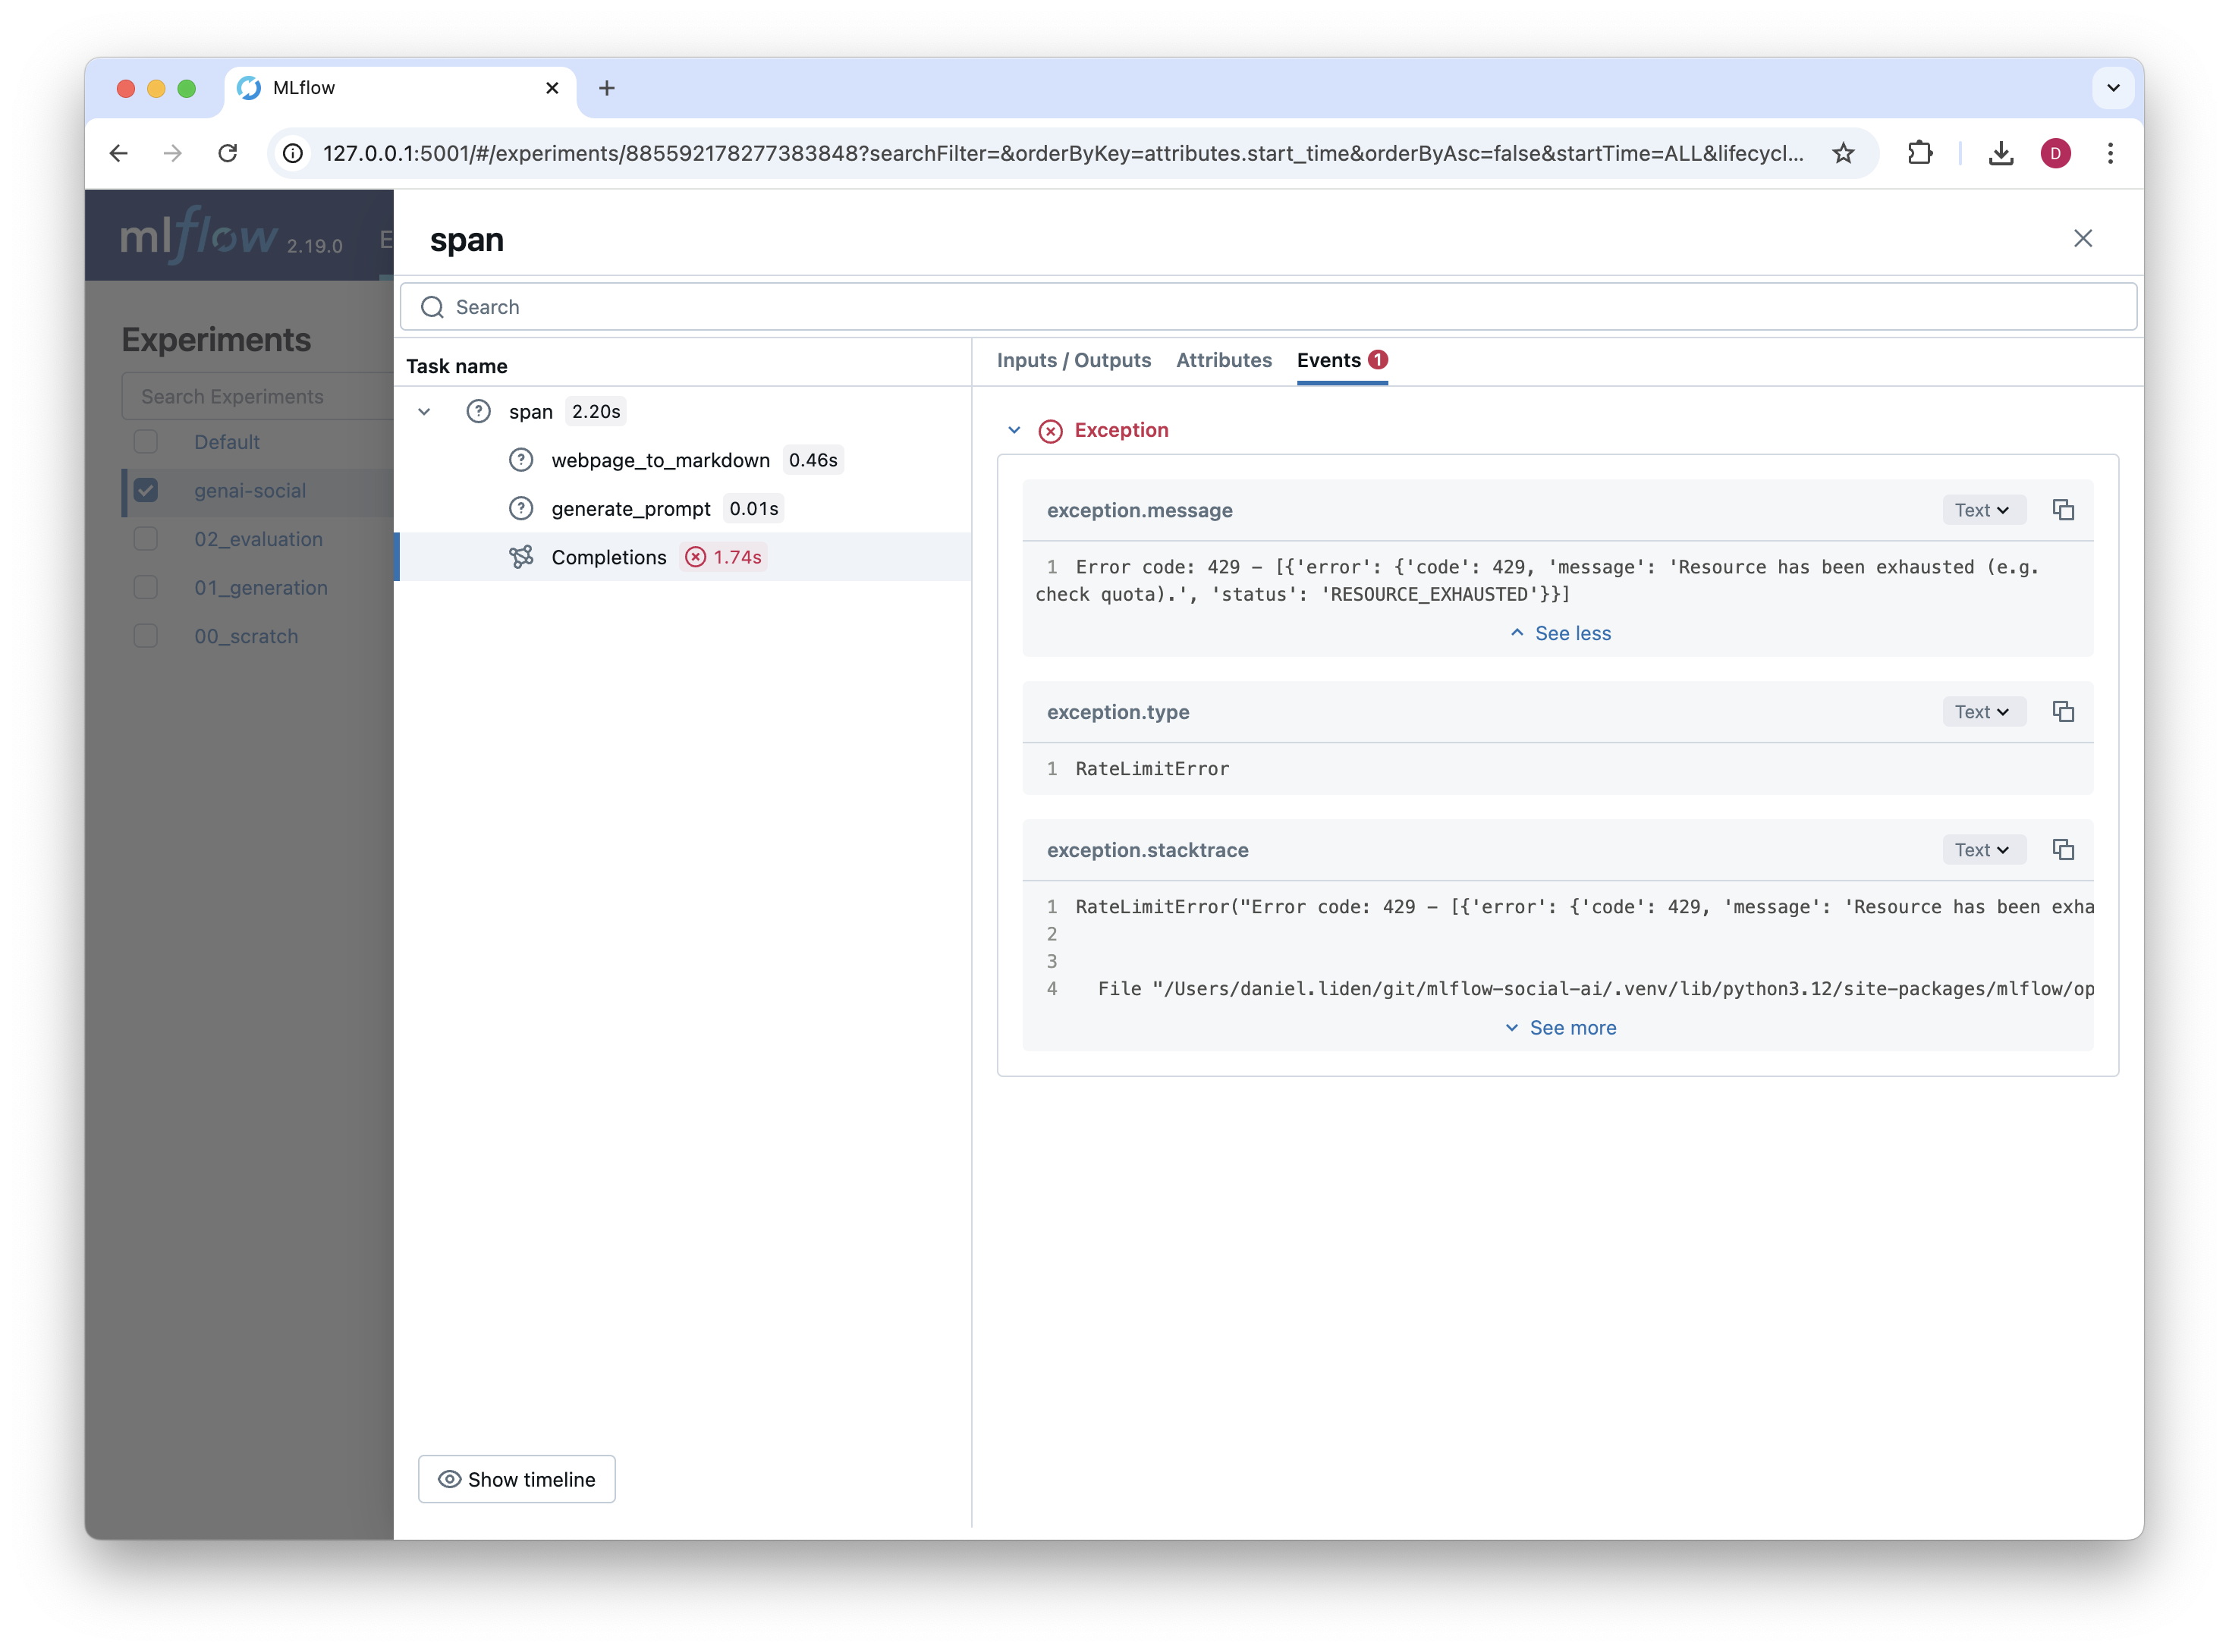 MLflow
127.0.0.1:5001/#/experiments/885592178277383848?searchFilter=&orderByKey=attributes.start_time&orderByAsc=false&startTime=ALL&lifecycl...
D
mlflow 2.19.0 E
Experiments
Search Experiments
Default
genai-social
02_evaluation
01_generation
00_scratch
span
Search
Task name
span 2.20s
webpage_to_markdown 0.46s
generate_prompt 0.01s
Completions 1.74s
Show timeline
Inputs / Outputs Attributes Events 1
Exception
exception.message Text
1 Error code: 429 – [{'error': {'code': 429, 'message': 'Resource has been exhausted (e.g.
check quota).', 'status': 'RESOURCE_EXHAUSTED'}}]
See less
exception.type Text
1 RateLimitError
exception.stacktrace Text
1 RateLimitError("Error code: 429 – [{'error': {'code': 429, 'message': 'Resource has been exha
2
3
4 File "/Users/daniel.liden/git/mlflow-social-ai/.venv/lib/python3.12/site-packages/mlflow/op
See more